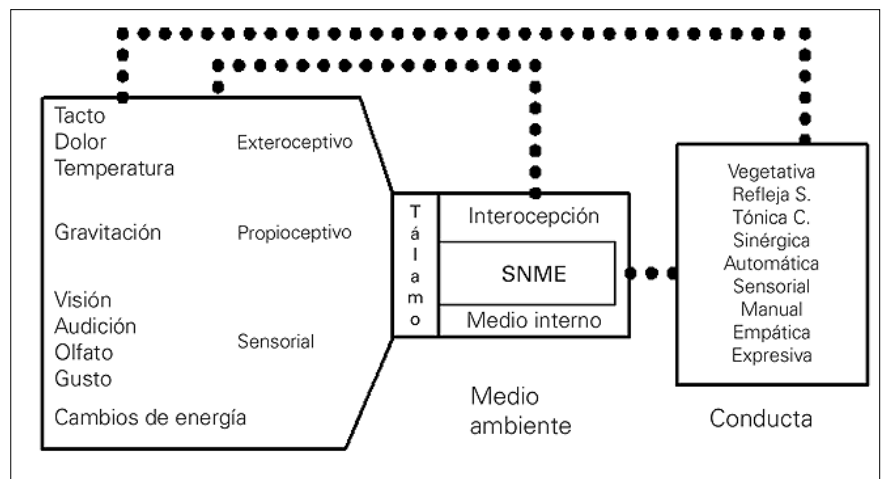 Tacto
Dolor
Temperatura
Exteroceptivo
Gravitación
Propioceptivo
Visión
Audición
Olfato
Gusto
Sensorial
Cambios de energía
Tálamo
Interocepción
SNME
Medio interno
Medio
ambiente
Vegetativa
Refleja S.
Tónica C.
Sinérgica
Automática
Sensorial
Manual
Empática
Expresiva
Conducta